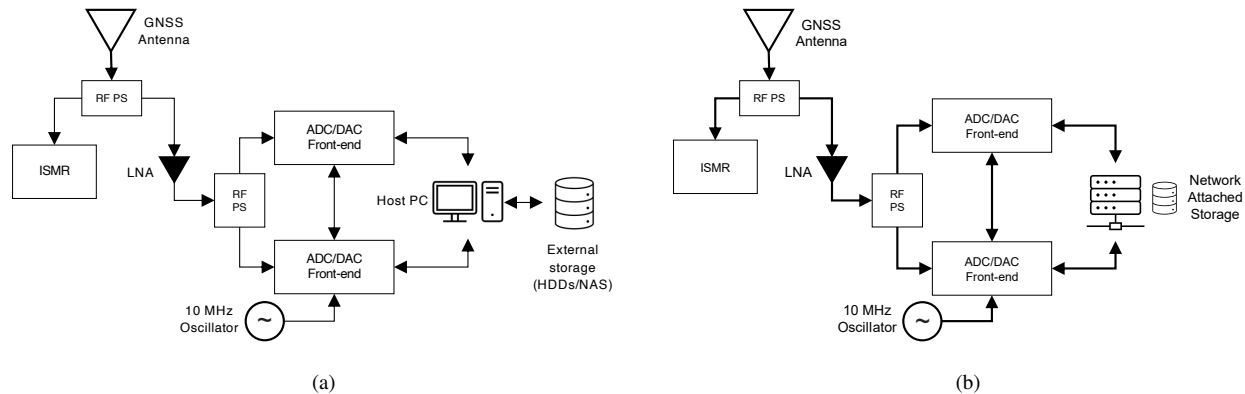 GNSS
Antenna
RF PS
ISMR
LNA
RF
PS
ADC/DAC
Front-end
ADC/DAC
Front-end
Host PC
External
storage
(HDDs/NAS)
10 MHz
Oscillator
~
(a)
GNSS
Antenna
RF PS
ISMR
LNA
RF
PS
ADC/DAC
Front-end
ADC/DAC
Front-end
Network
Attached
Storage
10 MHz
Oscillator
~
(b)